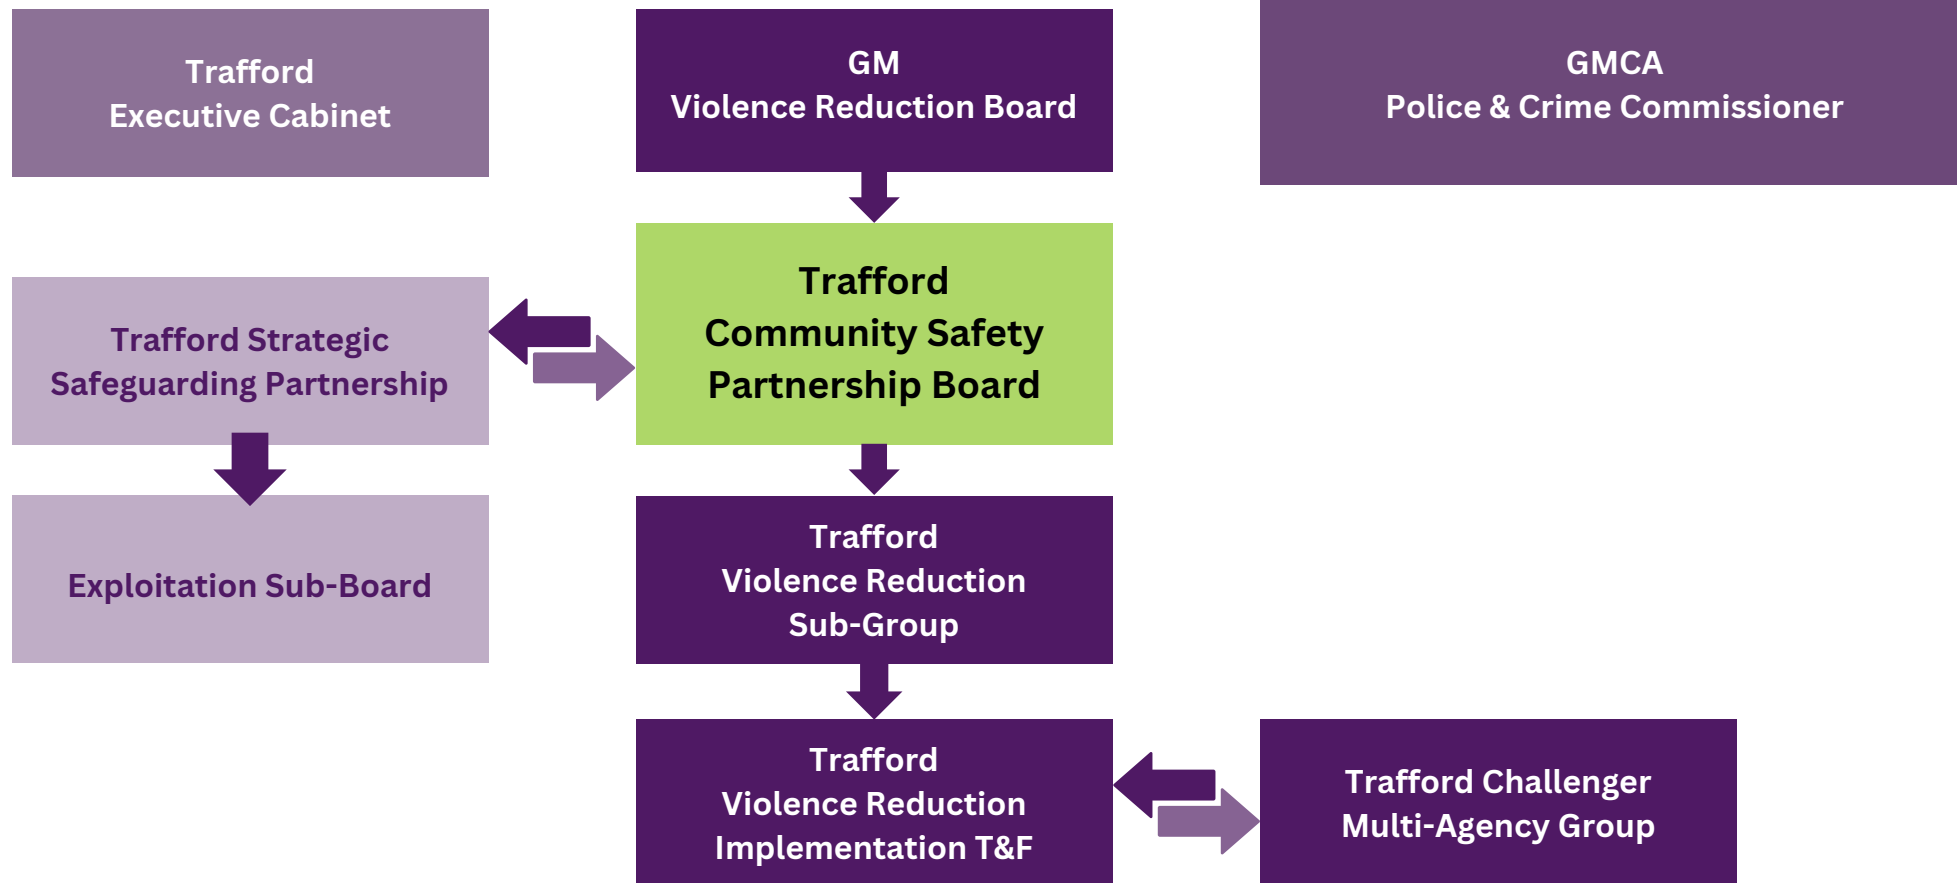 Trafford
Executive Cabinet
GM
Violence Reduction Board
GMCA
Police & Crime Commissioner
Trafford Strategic
Safeguarding Partnership
Trafford
Community Safety
Partnership Board
Exploitation Sub-Board
Trafford
Violence Reduction
Sub-Group
Trafford
Violence Reduction
Implementation T&F
Trafford Challenger
Multi-Agency Group